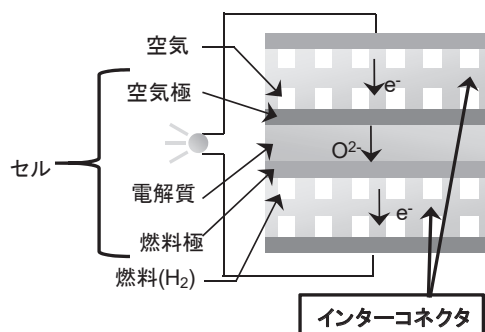 空気
e⁻
空気極
O²⁻
セル
電解質
e⁻
燃料極
燃料(H₂)
インターコネクタ